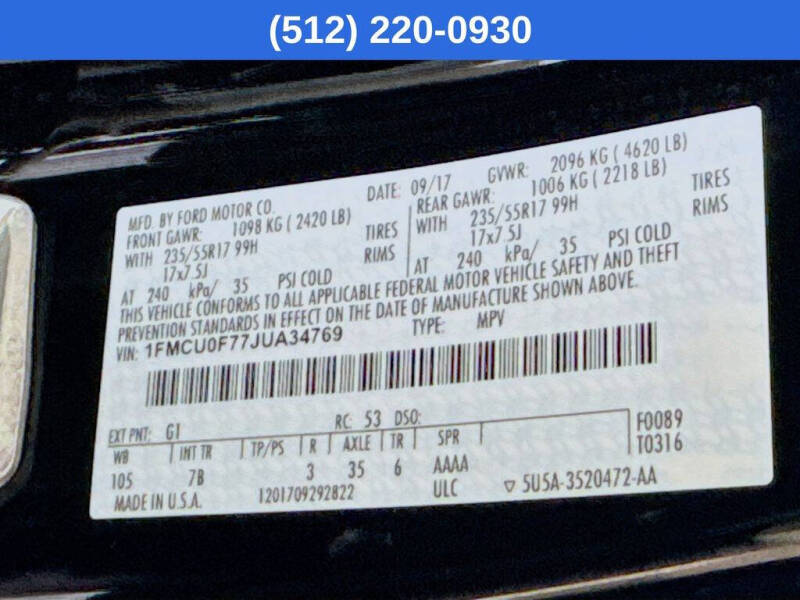 (512) 220-0930
MFD. BY FORD MOTOR CO. DATE: 09/17 GVWR: 2096 KG ( 4620 LB)
FRONT GAWR: 1098 KG ( 2420 LB) REAR GAWR: 1006 KG ( 2218 LB)
WITH 235/55R17 99H TIRES WITH 235/55R17 99H TIRES
17x7.5J RIMS 17x7.5J RIMS
AT 240 kPa/ 35 PSI COLD AT 240 kPa/ 35 PSI COLD
THIS VEHICLE CONFORMS TO ALL APPLICABLE FEDERAL MOTOR VEHICLE SAFETY AND THEFT
PREVENTION STANDARDS IN EFFECT ON THE DATE OF MANUFACTURE SHOWN ABOVE.
VIN: 1FMCU0F77JUA34769 TYPE: MPV
EXT PNT: G1 RC: 53 DSO: F0089
WB INT TR TP/PS R AXLE TR SPR T0316
105 7B 3 35 6 AAAA
MADE IN U.S.A. 1201709292822 ULC ▽ 5U5A-3520472-AA